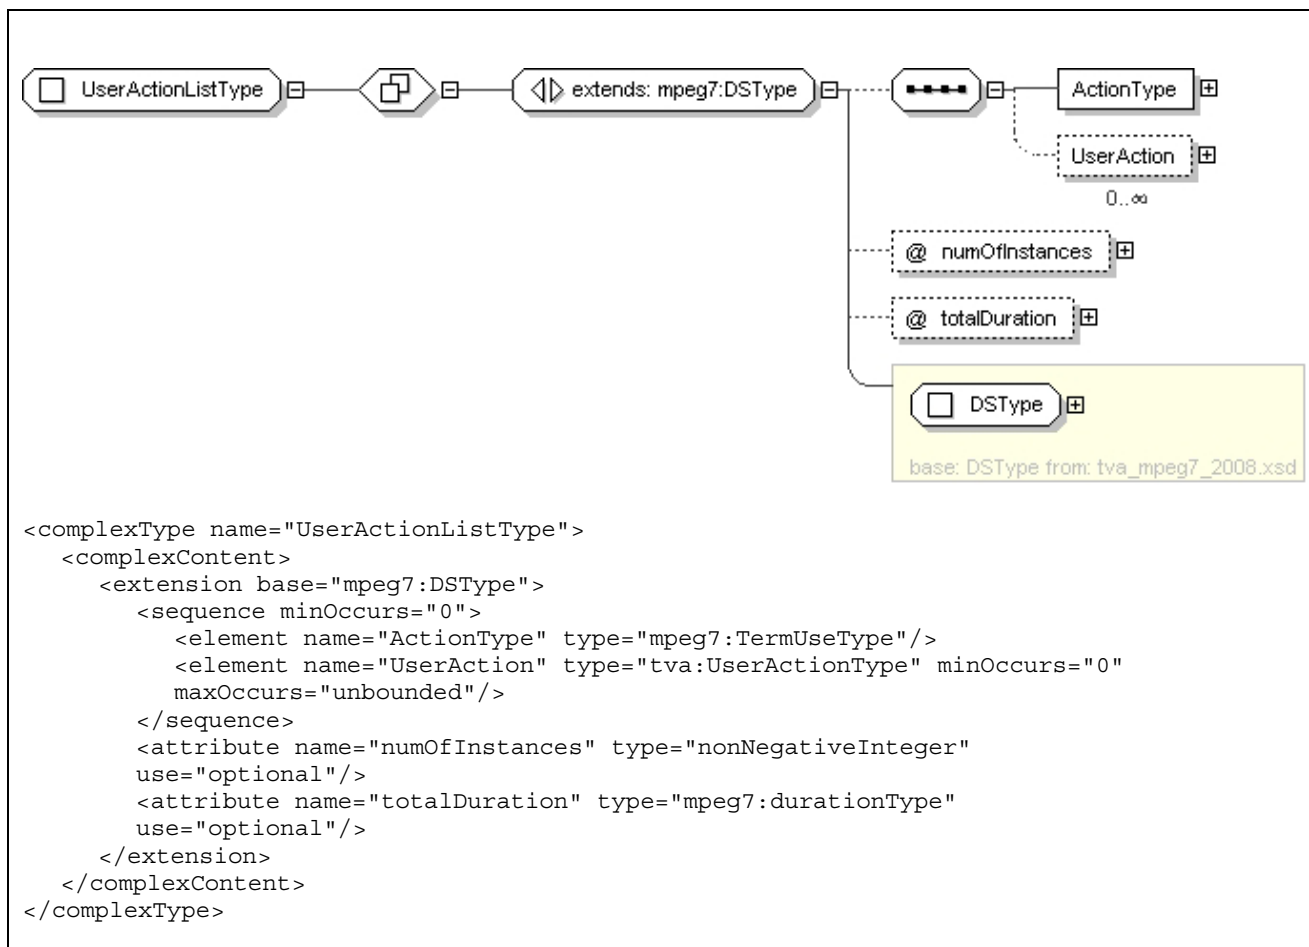 UserActionListType
extends: mpeg7:DSType
ActionType
UserAction
0..∞
@ numOfInstances
@ totalDuration
DSType
base: DSType from: tva_mpeg7_2008.xsd
<complexType name="UserActionListType">
<complexContent>
<extension base="mpeg7:DSType">
<sequence minOccurs="0">
<element name="ActionType" type="mpeg7:TermUseType"/>
<element name="UserAction" type="tva:UserActionType" minOccurs="0"
maxOccurs="unbounded"/>
</sequence>
<attribute name="numOfInstances" type="nonNegativeInteger"
use="optional"/>
<attribute name="totalDuration" type="mpeg7:durationType"
use="optional"/>
</extension>
</complexContent>
</complexType>